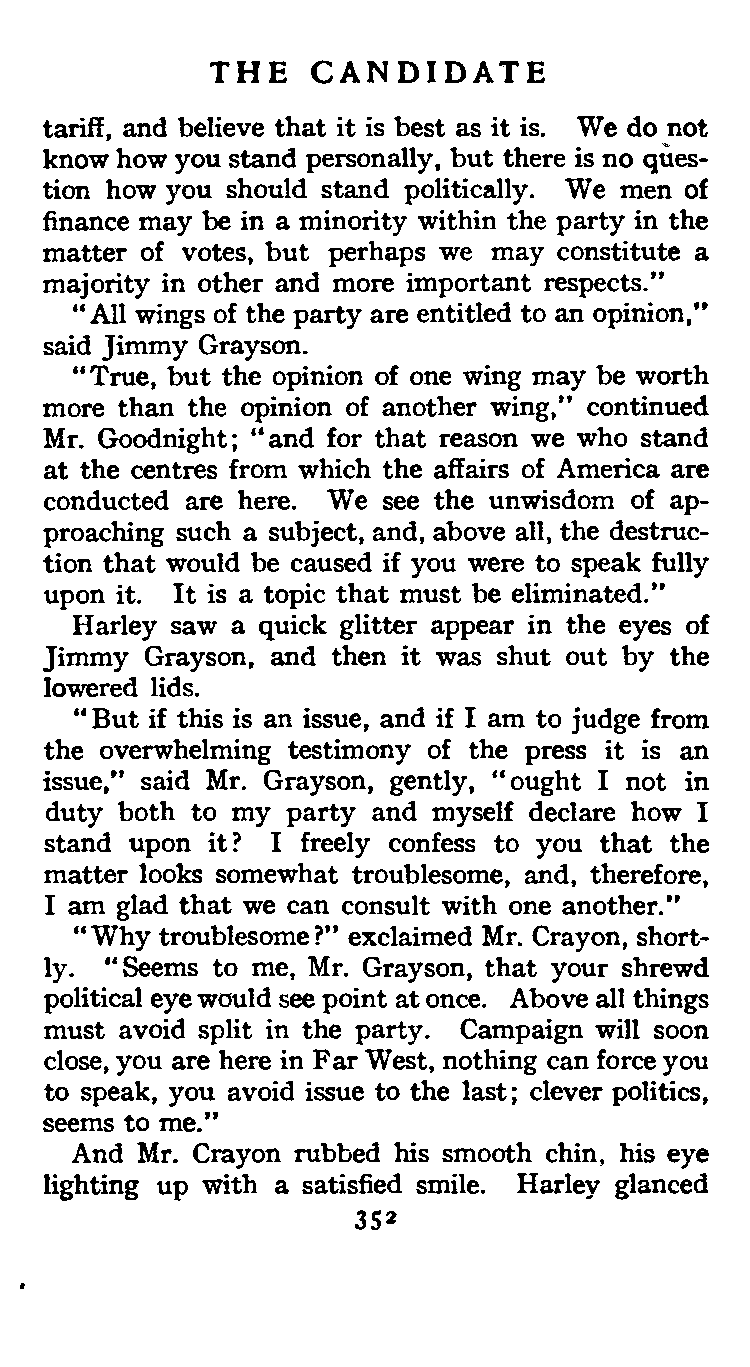 THE CANDIDATE
tariff, and believe that it is best as it is. We do not
know how you stand personally, but there is no ques-
tion how you should stand politically. We men of
finance may be in a minority within the party in the
matter of votes, but perhaps we may constitute a
majority in other and more important respects."
"All wings of the party are entitled to an opinion,"
said Jimmy Grayson.
"True, but the opinion of one wing may be worth
more than the opinion of another wing," continued
Mr. Goodnight; "and for that reason we who stand
at the centres from which the affairs of America are
conducted are here. We see the unwisdom of ap-
proaching such a subject, and, above all, the destruc-
tion that would be caused if you were to speak fully
upon it. It is a topic that must be eliminated."
Harley saw a quick glitter appear in the eyes of
Jimmy Grayson, and then it was shut out by the
lowered lids.
"But if this is an issue, and if I am to judge from
the overwhelming testimony of the press it is an
issue," said Mr. Grayson, gently, "ought I not in
duty both to my party and myself declare how I
stand upon it? I freely confess to you that the
matter looks somewhat troublesome, and, therefore,
I am glad that we can consult with one another."
"Why troublesome?" exclaimed Mr. Crayon, short-
ly. "Seems to me, Mr. Grayson, that your shrewd
political eye would see point at once. Above all things
must avoid split in the party. Campaign will soon
close, you are here in Far West, nothing can force you
to speak, you avoid issue to the last; clever politics,
seems to me."
And Mr. Crayon rubbed his smooth chin, his eye
lighting up with a satisfied smile. Harley glanced
352